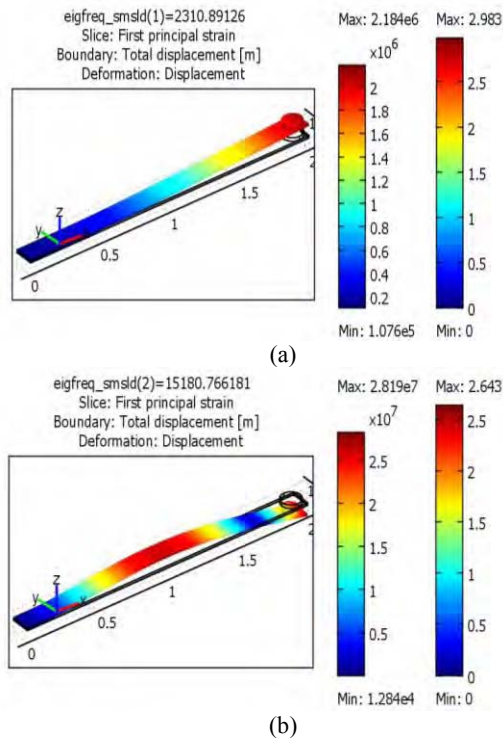 eigfreq_smsld(1)=2310.89126
Slice: First principal strain
Boundary: Total displacement [m]
Deformation: Displacement
Max: 2.184e6
Max: 2.983
×10⁶
2
1.8
1.6
1.4
1.2
1
0.8
0.6
0.4
0.2
2.5
2
1.5
1
0.5
0
Min: 1.076e5
Min: 0
z
y
0
0.5
1
1.5
2
(a)
eigfreq_smsld(2)=15180.766181
Slice: First principal strain
Boundary: Total displacement [m]
Deformation: Displacement
Max: 2.819e7
Max: 2.643
×10⁷
2.5
2
1.5
1
0.5
2.5
2
1.5
1
0.5
0
Min: 1.284e4
Min: 0
z
y
x
0
0.5
1
1.5
(b)